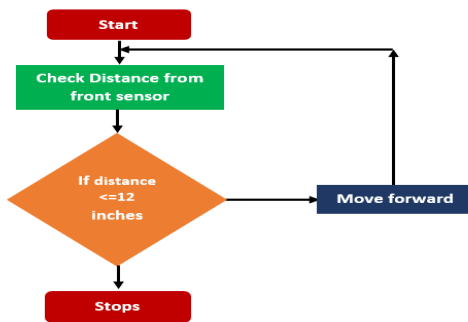 Start
Check Distance from
front sensor
If distance
<=12
inches
Move forward
Stops